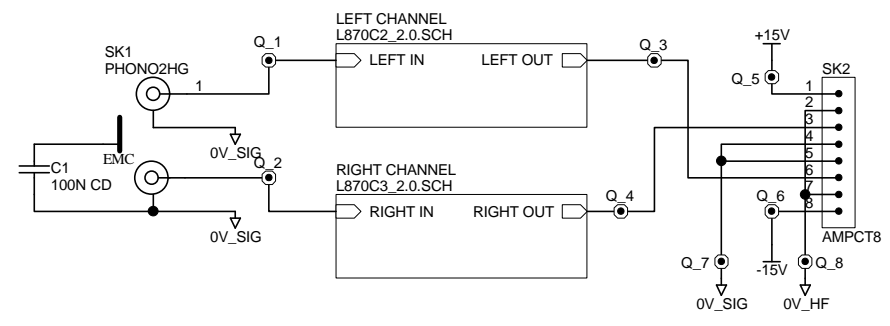 LEFT CHANNEL
L870C2_2.0.SCH
Q_1
LEFT IN
LEFT OUT
Q_3
+15V
SK1
PHONO2HG
1
Q_5
SK2
1
2
3
4
5
6
7
8
0V_SIG
EMC
C1
100N CD
Q_2
RIGHT CHANNEL
L870C3_2.0.SCH
RIGHT IN
RIGHT OUT
Q_4
Q_6
0V_SIG
AMPCT8
Q_7
-15V
Q_8
0V_SIG
0V_HF